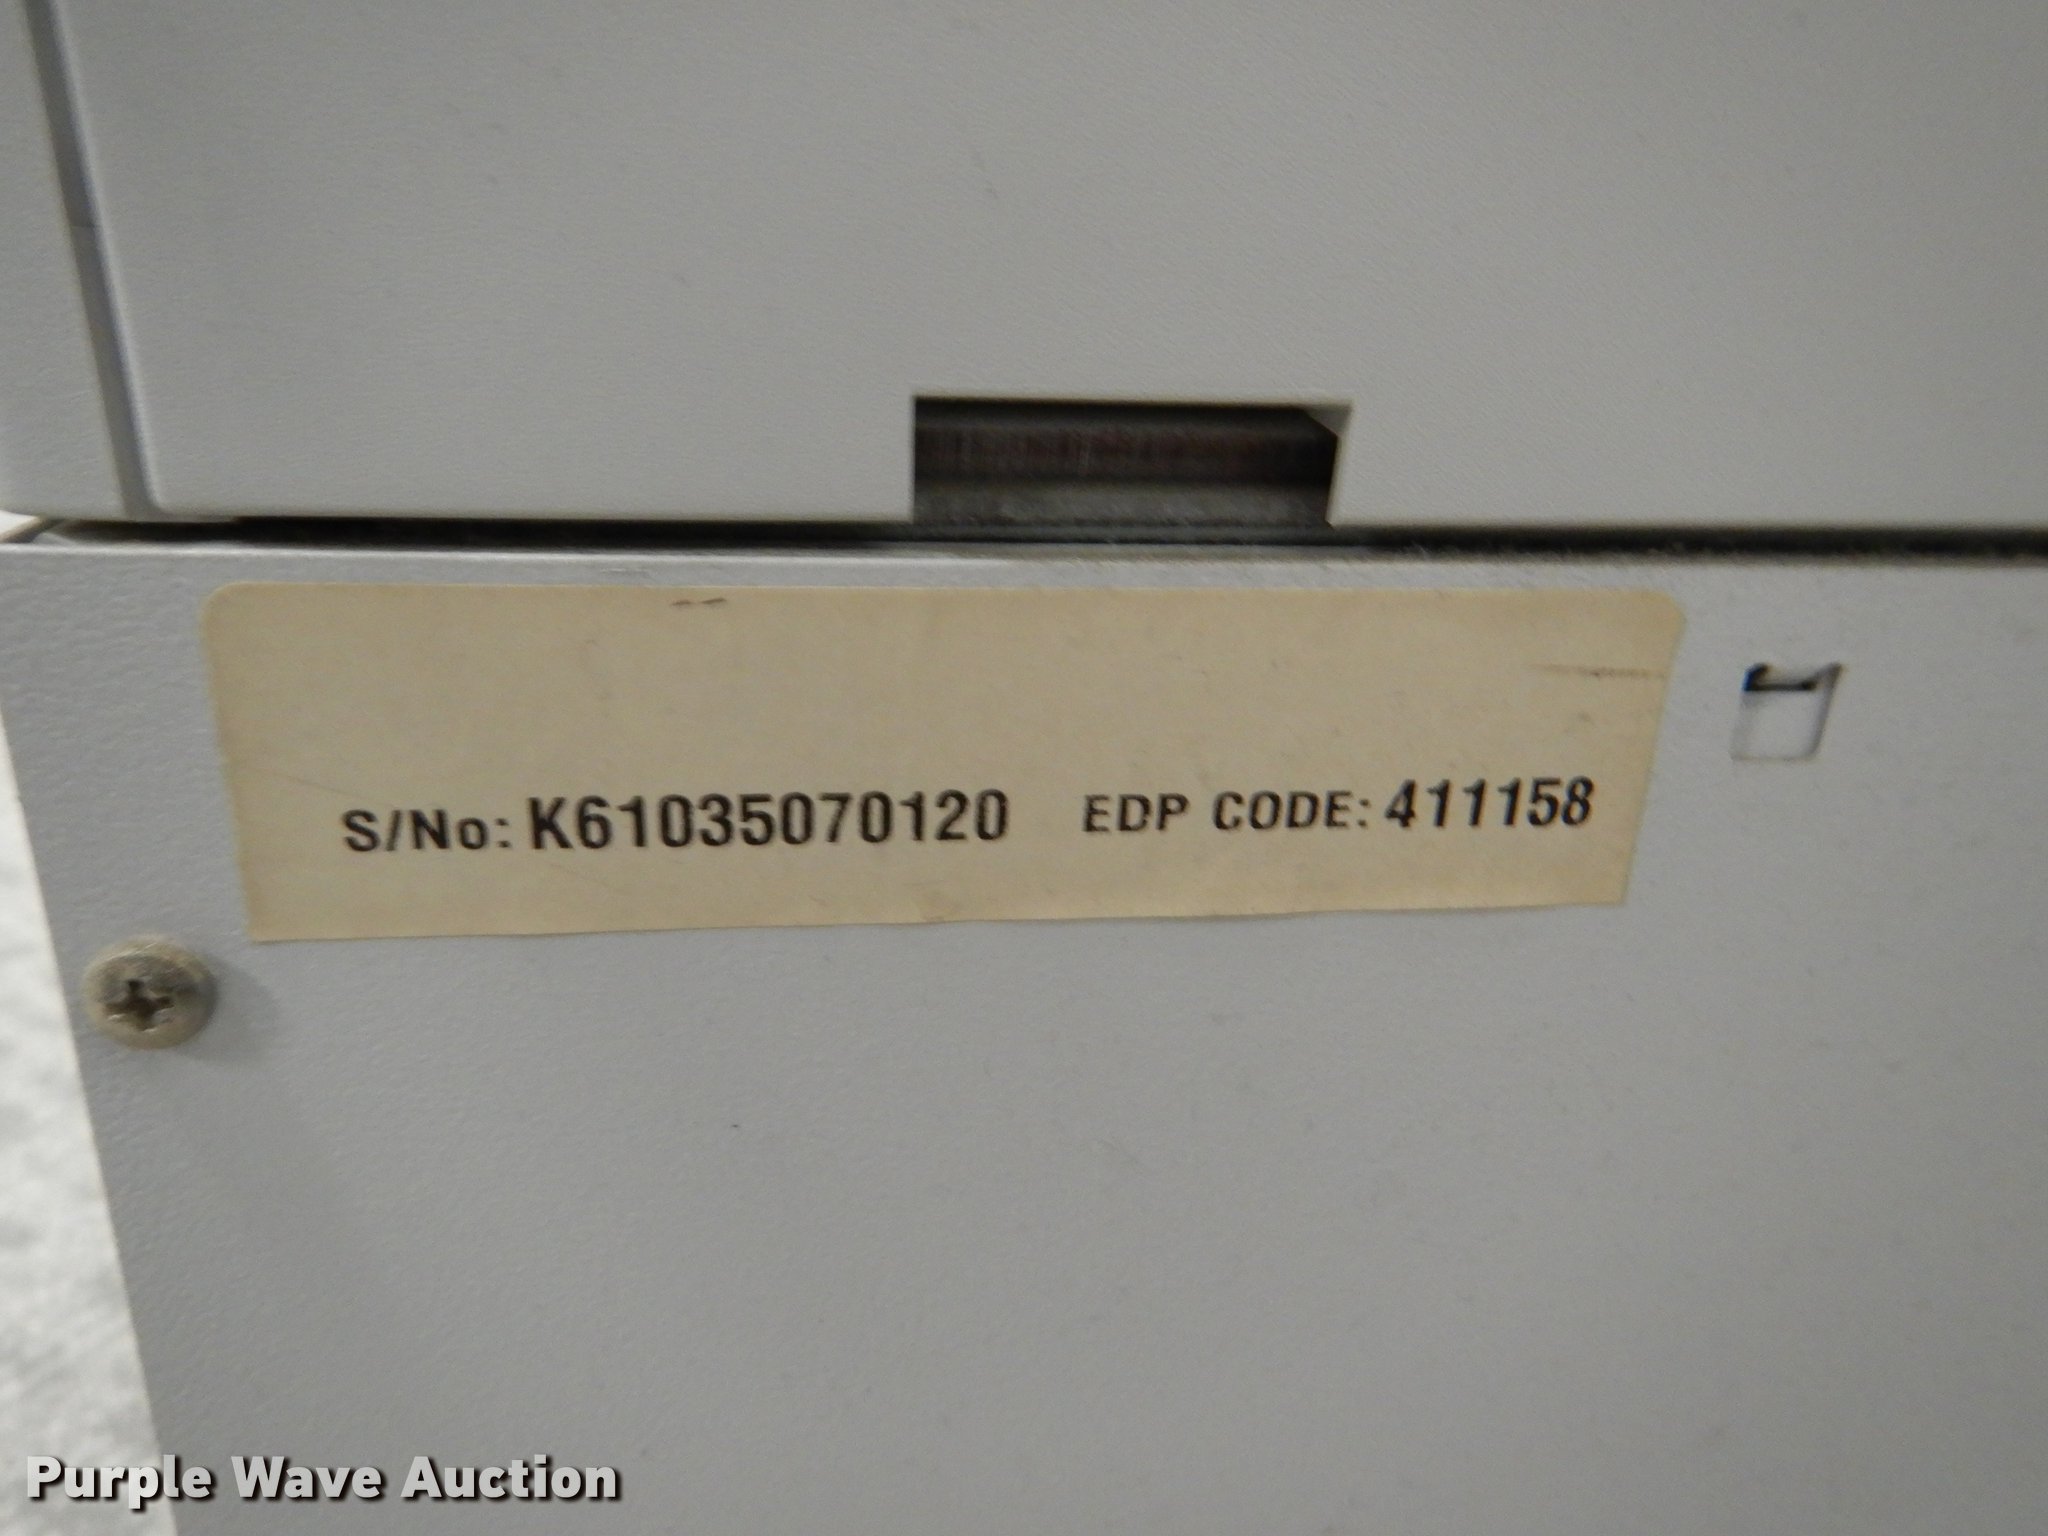 S/No: K61035070120 EDP CODE: 411158
Purple Wave Auction